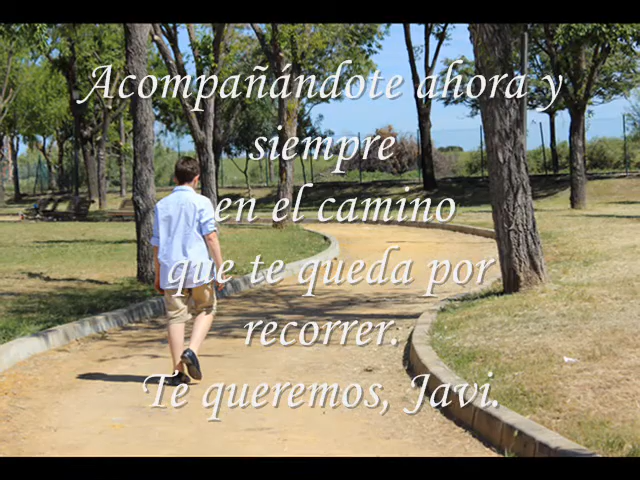 Acompañándote ahora y
siempre
en el camino
que te queda por
recorrer.
Te queremos, Javi.